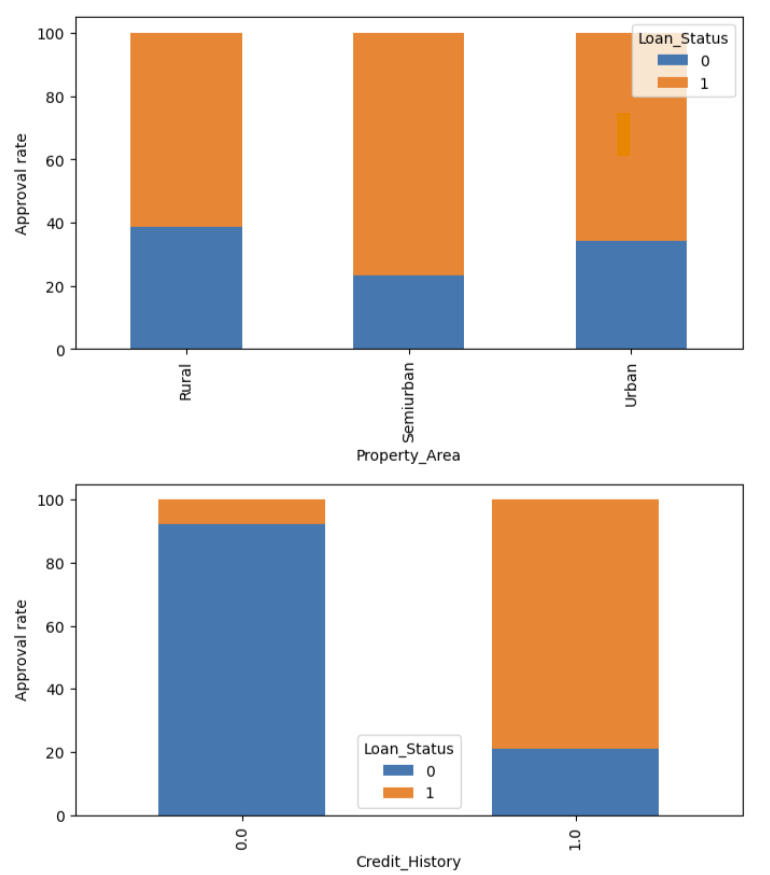 100
Loan_Status
0
1
80
60
40
20
0
Approval rate
Rural
Semiurban
Urban
Property_Area
100
80
60
40
20
0
Approval rate
Loan_Status
0
1
0.0
1.0
Credit_History